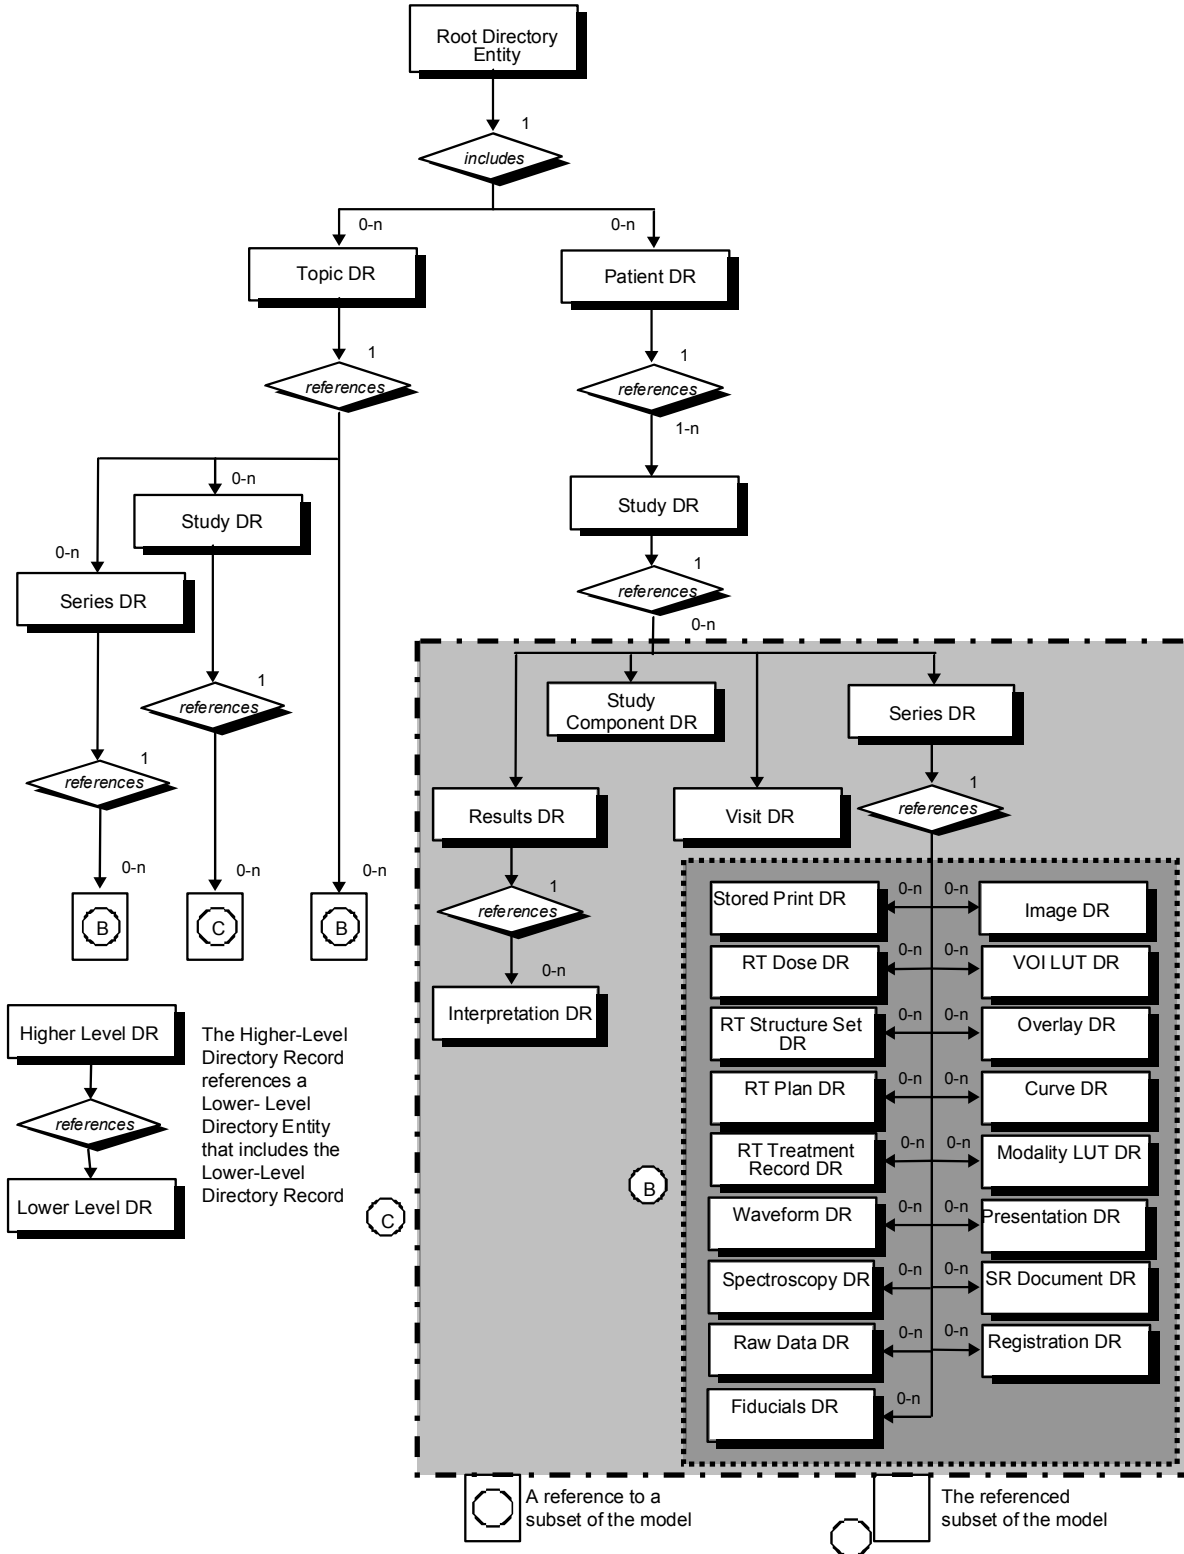 Root Directory
Entity
1
includes
0-n
0-n
Topic DR
Patient DR
1
1
references
references
1-n
0-n
Study DR
Study DR
0-n
1
Series DR
references
0-n
1
references
Study
Component DR
Series DR
1
references
1
references
Results DR
Visit DR
0-n
0-n
0-n
1
references
B
C
B
0-n
Interpretation DR
Stored Print DR
0-n
0-n
Image DR
RT Dose DR
0-n
0-n
VOI LUT DR
RT Structure Set
DR
0-n
0-n
Overlay DR
RT Plan DR
0-n
0-n
Curve DR
RT Treatment
Record DR
0-n
0-n
Modality LUT DR
Waveform DR
0-n
0-n
Presentation DR
Spectroscopy DR
0-n
0-n
SR Document DR
Raw Data DR
0-n
0-n
Registration DR
Fiducials DR
0-n
B
C
Higher Level DR
references
Lower Level DR
The Higher-Level
Directory Record
references a
Lower- Level
Directory Entity
that includes the
Lower-Level
Directory Record
A reference to a
subset of the model
The referenced
subset of the model